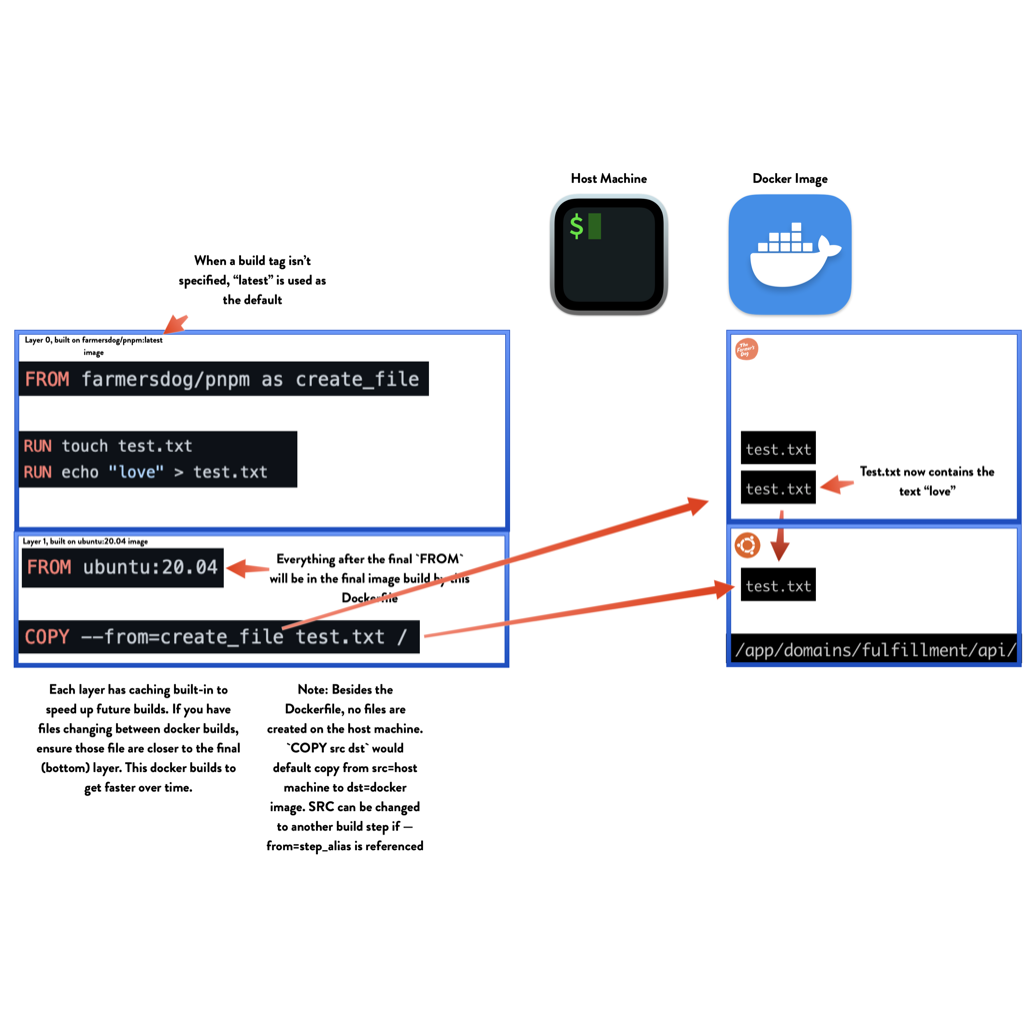 Host Machine
Docker Image
$
When a build tag isn't
specified, “latest” is used as
the default
Layer 0, built on farmersdog/pnpm:latest
image
FROM farmersdog/pnpm as create_file
RUN touch test.txt
RUN echo "love" > test.txt
Layer 1, built on ubuntu:20.04 image
FROM ubuntu:20.04
Everything after the final `FROM`
will be in the final image build by this
Dockerfile
COPY --from=create_file test.txt /
The
Farmer's
Dog
test.txt
test.txt
Test.txt now contains the
text “love”
test.txt
/app/domains/fulfillment/api/
Each layer has caching built-in to
speed up future builds. If you have
files changing between docker builds,
ensure those file are closer to the final
(bottom) layer. This docker builds to
get faster over time.
Note: Besides the
Dockerfile, no files are
created on the host machine.
`COPY src dst` would
default copy from src=host
machine to dst=docker
image. SRC can be changed
to another build step if —
from=step_alias is referenced